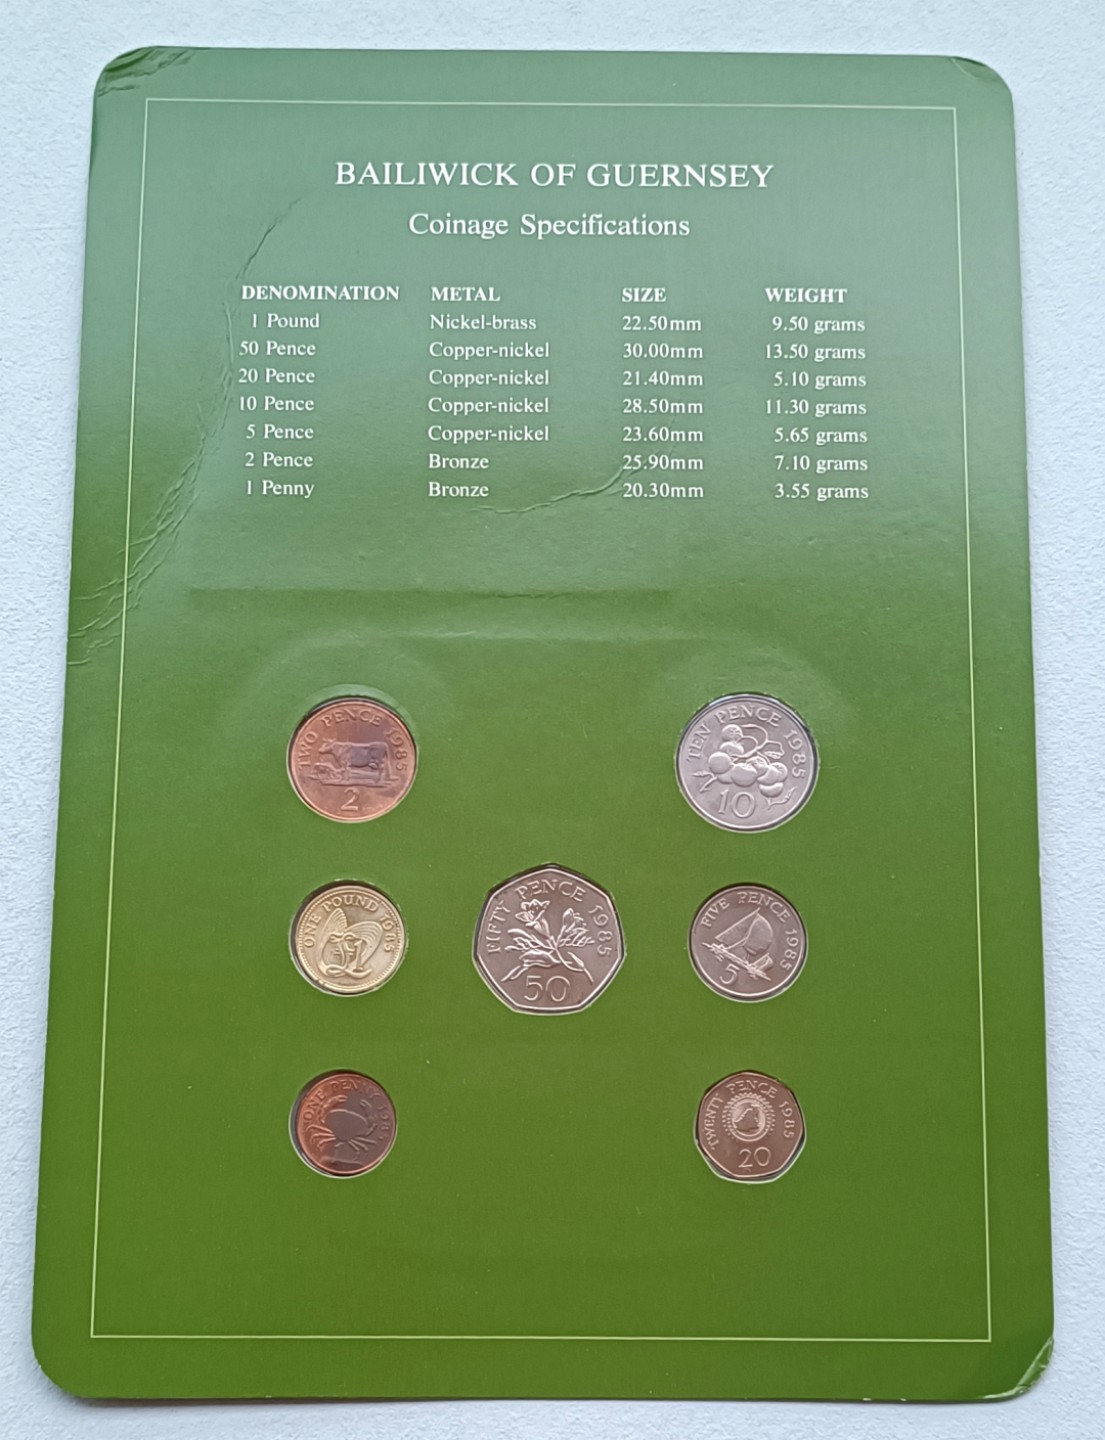 BAILIWICK OF GUERNSEY
Coinage Specifications
DENOMINATION METAL SIZE WEIGHT
1 Pound Nickel-brass 22.50mm 9.50 grams
50 Pence Copper-nickel 30.00mm 13.50 grams
20 Pence Copper-nickel 21.40mm 5.10 grams
10 Pence Copper-nickel 28.50mm 11.30 grams
5 Pence Copper-nickel 23.60mm 5.65 grams
2 Pence Bronze 25.90mm 7.10 grams
1 Penny Bronze 20.30mm 3.55 grams
TWO PENCE 1985
2
TEN PENCE 1985
10
ONE POUND 1985
FIFTY PENCE 1985
50
FIVE PENCE 1985
5
ONE PENNY 1985
1
TWENTY PENCE 1985
20